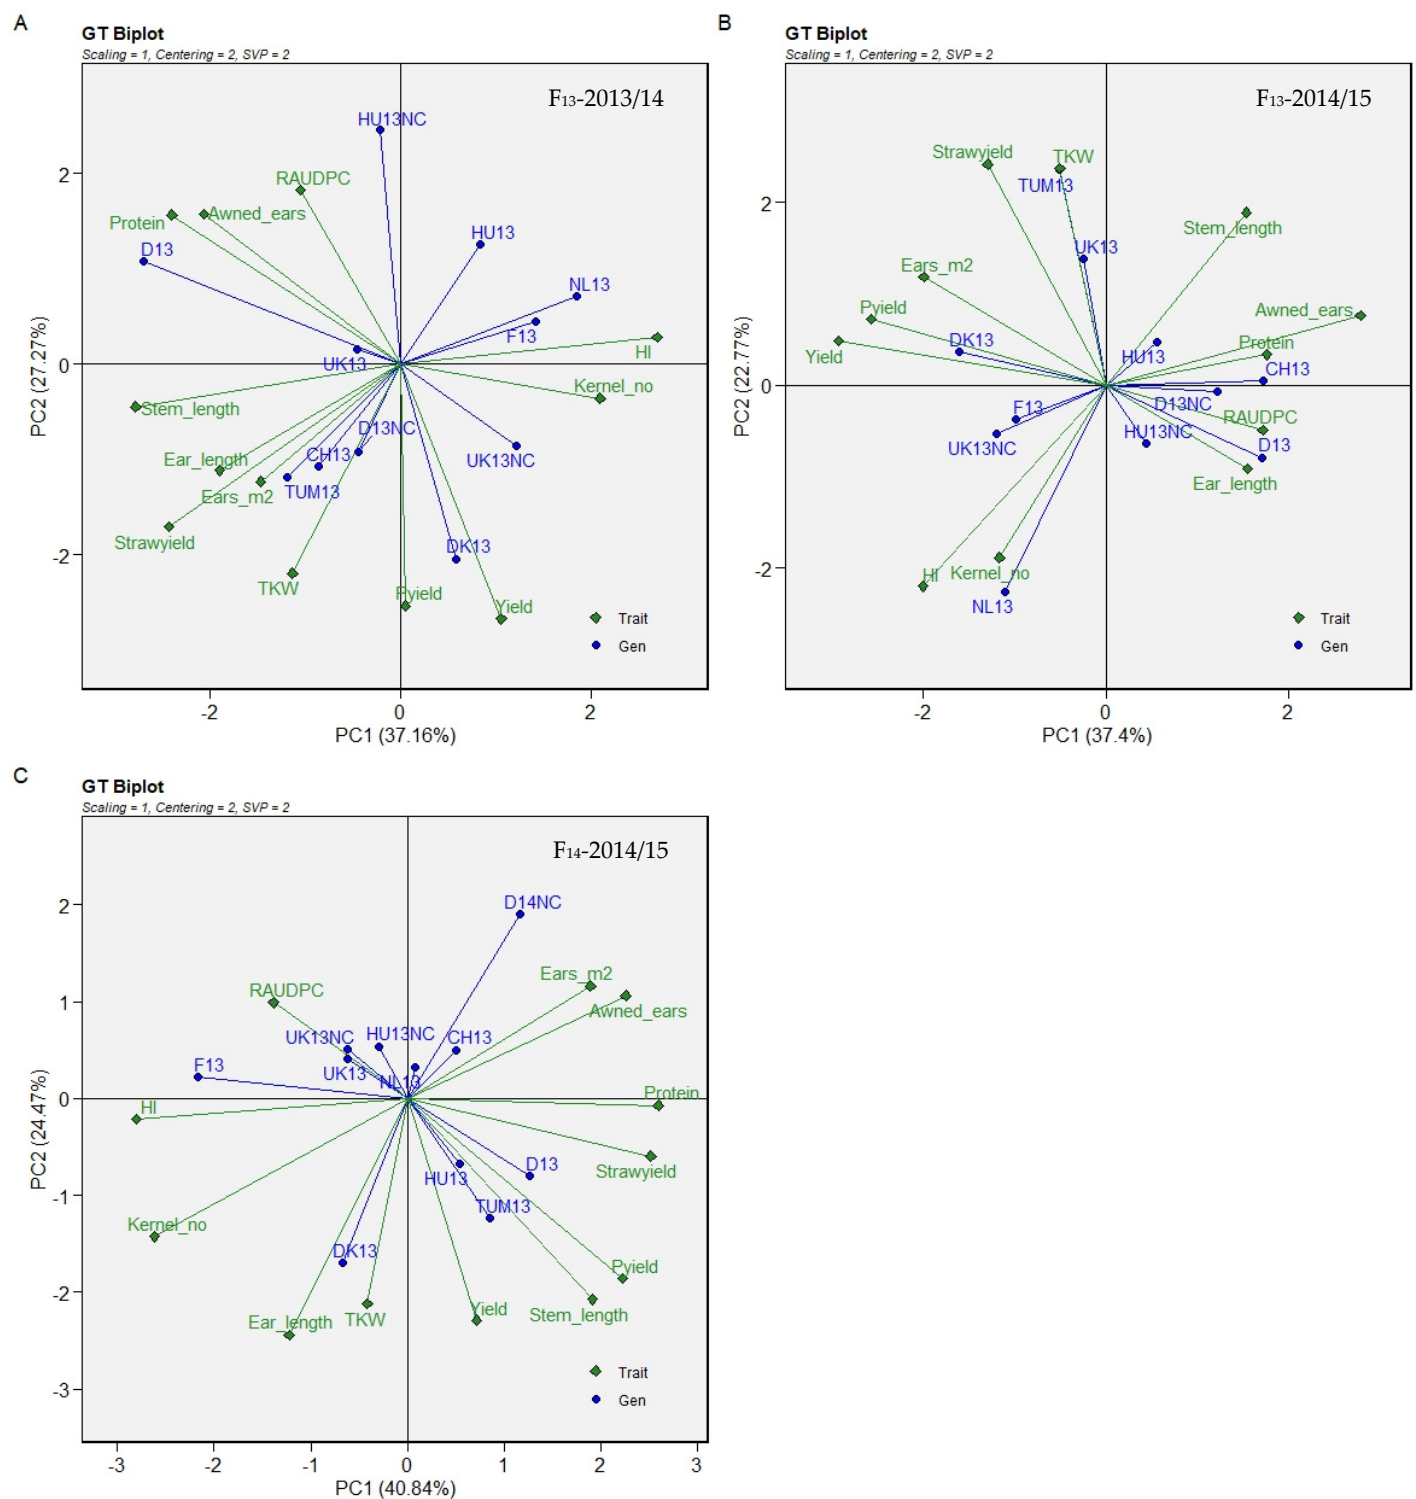 A
GT Biplot
Scaling = 1, Centering = 2, SVP = 2
F13-2013/14
HU13NC
RAUDPC
Awned_ears
Protein
D13
HU13
NL13
F13
HI
UK13
Kernel_no
Stem_length
D13NC
Ear_length
CH13
UK13NC
Ears_m2
TUM13
Strawyield
DK13
TKW
Pyield
Yield
Trait
Gen
2
0
-2
PC2 (27.27%)
-2
0
2
PC1 (37.16%)
B
GT Biplot
Scaling = 1, Centering = 2, SVP = 2
F13-2014/15
Strawyield
TKW
TUM13
Stem_length
UK13
Ears_m2
Pyield
Awned_ears
DK13
Protein
Yield
HU13
CH13
F13
D13NC
RAUDPC
UK13NC
HU13NC
D13
Ear_length
HI
Kernel_no
NL13
Trait
Gen
2
0
-2
PC2 (22.77%)
-2
0
2
PC1 (37.4%)
C
GT Biplot
Scaling = 1, Centering = 2, SVP = 2
F14-2014/15
D14NC
Ears_m2
RAUDPC
Awned_ears
UK13NC
HU13NC
CH13
F13
UK13
NL13
Protein
HI
D13
Strawyield
HU13
TUM13
Kernel_no
DK13
Pyield
Ear_length
TKW
Yield
Stem_length
Trait
Gen
2
1
0
-1
-2
-3
PC2 (24.47%)
-3
-2
-1
0
1
2
3
PC1 (40.84%)